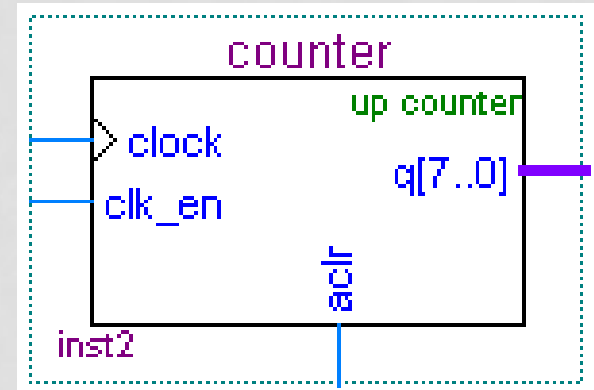 counter
up counter
clock
q[7..0]
clk_en
aclr
inst2